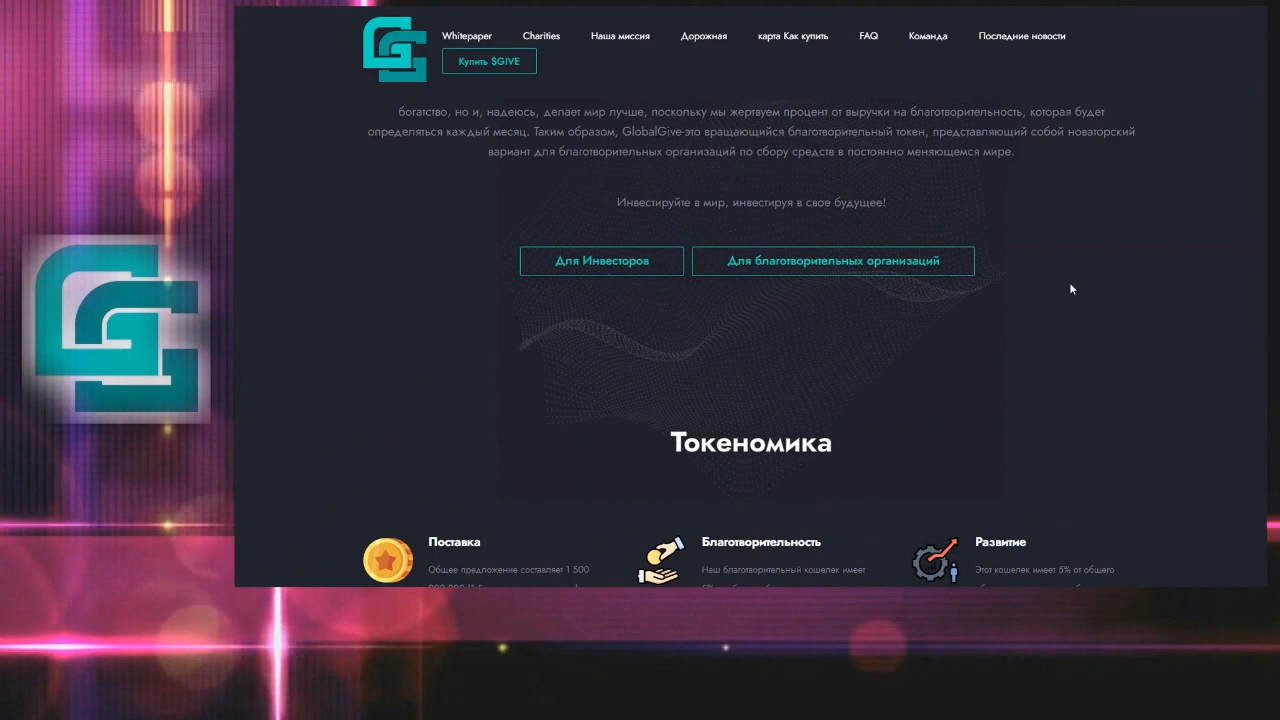 Whitepaper Charities Наша миссия Дорожная карта Как купить FAQ Команда Последние новости
Купить $GIVE
богатство, но и, надеюсь, делает мир лучше, поскольку мы жертвуем процент от выручки на благотворительность, которая будет
определяться каждый месяц. Таким образом, GlobalGive-это вращающийся благотворительный токен, представляющий собой новаторский
вариант для благотворительных организаций по сбору средств в постоянно меняющемся мире.
Инвестируйте в мир, инвестируя в свое будущее!
Для Инвесторов
Для благотворительных организаций
Токеномика
Поставка
Общее предложение составляет 1 500
Благотворительность
Наш благотворительный кошелек имеет
Развитие
Этот кошелек имеет 5% от общего